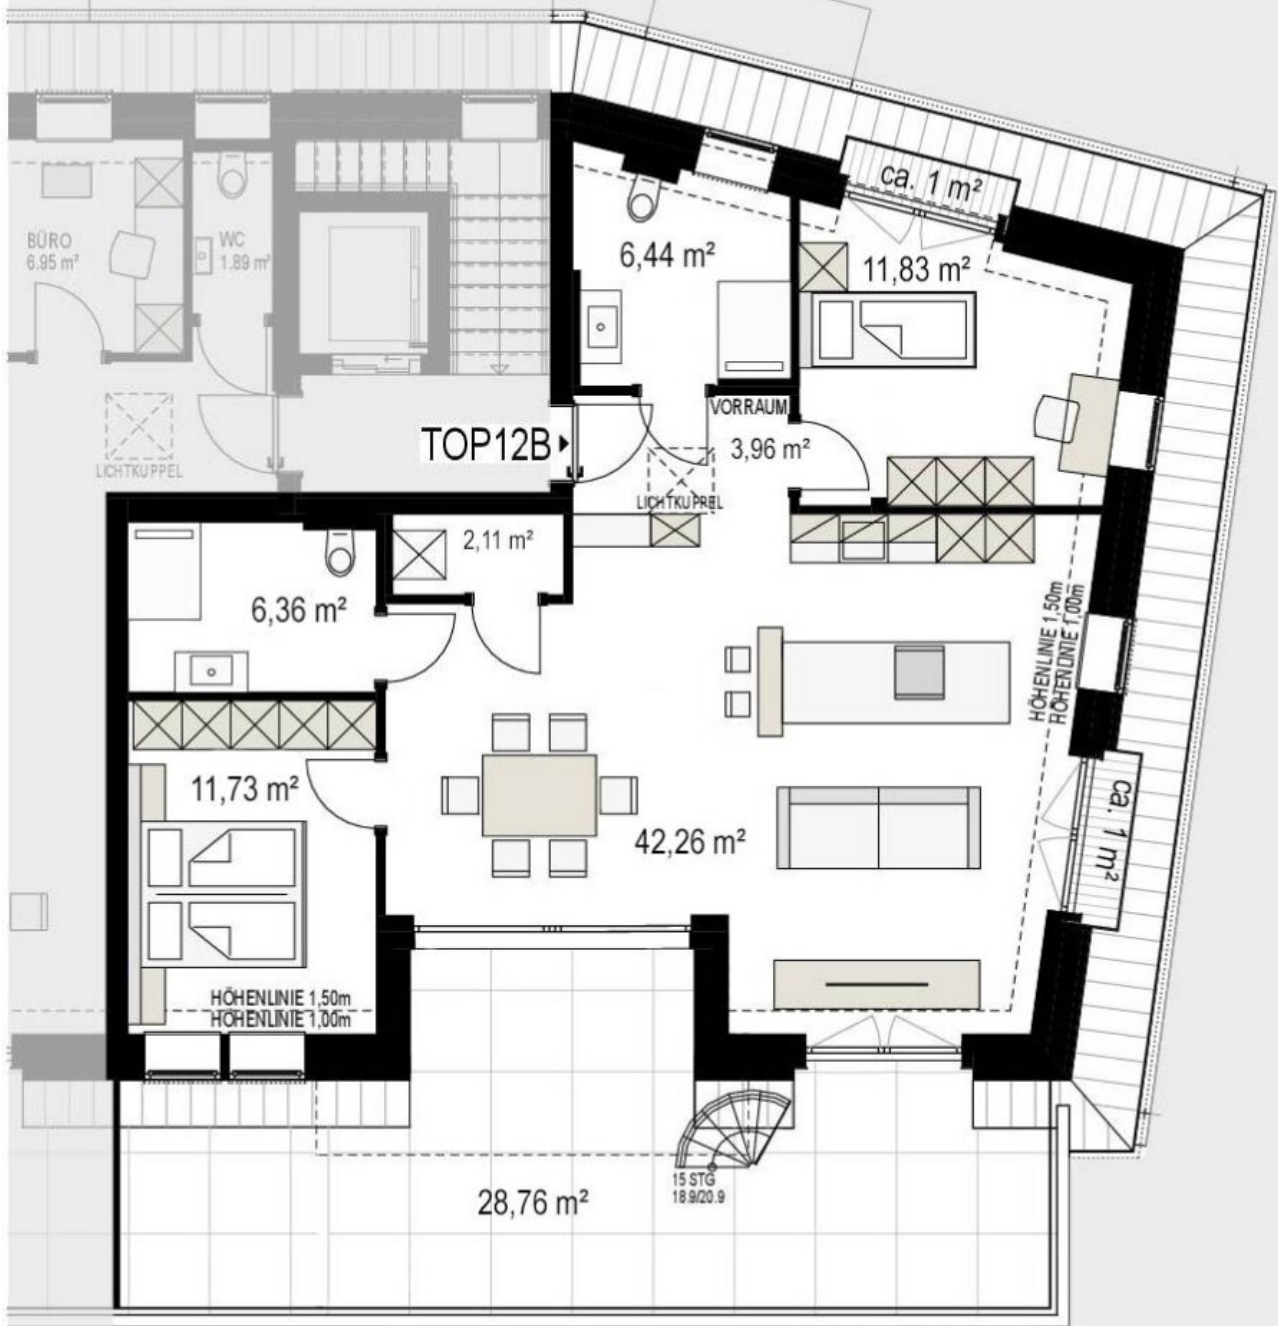 ca. 1 m²
BÜRO
6.95 m²
WC
1.89 m²
6,44 m²
11,83 m²
VORRAUM
3,96 m²
TOP12B
LICHTKUPPEL
LICHTKUPPEL
2,11 m²
6,36 m²
HÖHENLINIE 1,50m
HÖHENLINIE 1,00m
11,73 m²
42,26 m²
ca. 1 m²
HÖHENLINIE 1,50m
HÖHENLINIE 1,00m
15 STG
18.9/20.9
28,76 m²